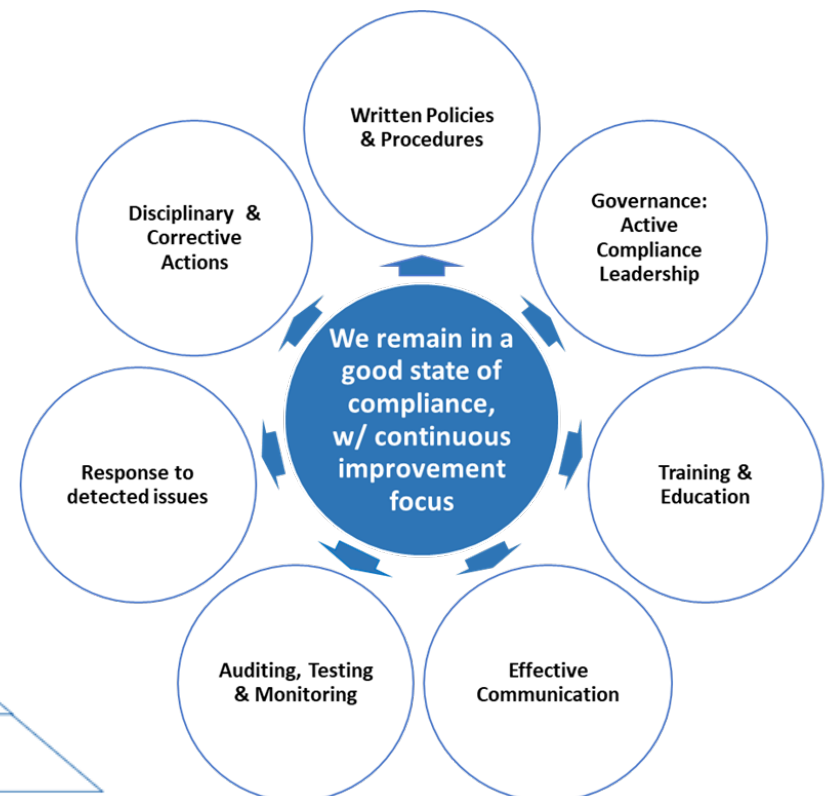 Written Policies
& Procedures
Governance:
Active
Compliance
Leadership
Training &
Education
Effective
Communication
Auditing, Testing
& Monitoring
Response to
detected issues
Disciplinary &
Corrective
Actions
We remain in a
good state of
compliance,
w/ continuous
improvement
focus